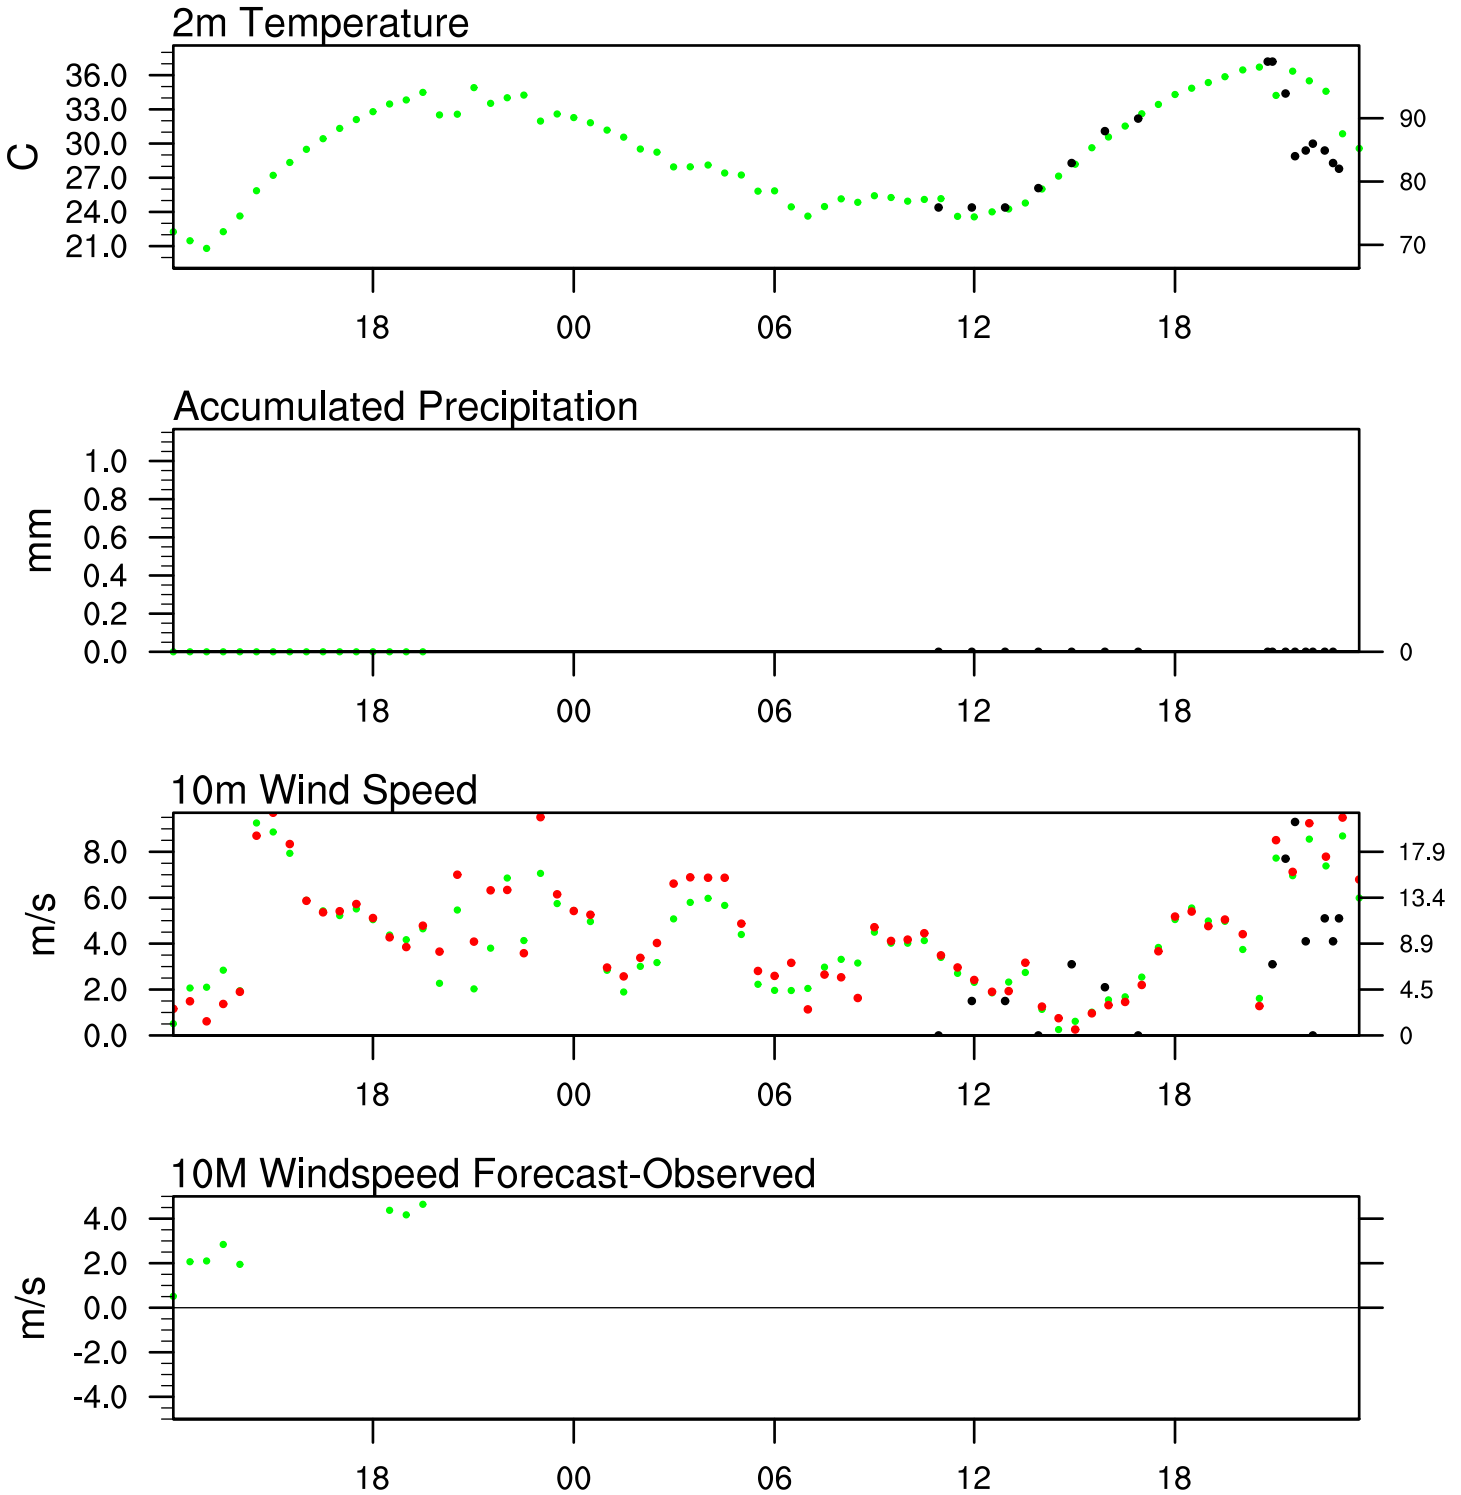 2m Temperature
C
36.0
33.0
30.0
27.0
24.0
21.0
90
80
70
18 00 06 12 18
Accumulated Precipitation
mm
1.0
0.8
0.6
0.4
0.2
0.0
0
18 00 06 12 18
10m Wind Speed
m/s
8.0
6.0
4.0
2.0
0.0
17.9
13.4
8.9
4.5
0
18 00 06 12 18
10M Windspeed Forecast-Observed
m/s
4.0
2.0
0.0
-2.0
-4.0
18 00 06 12 18